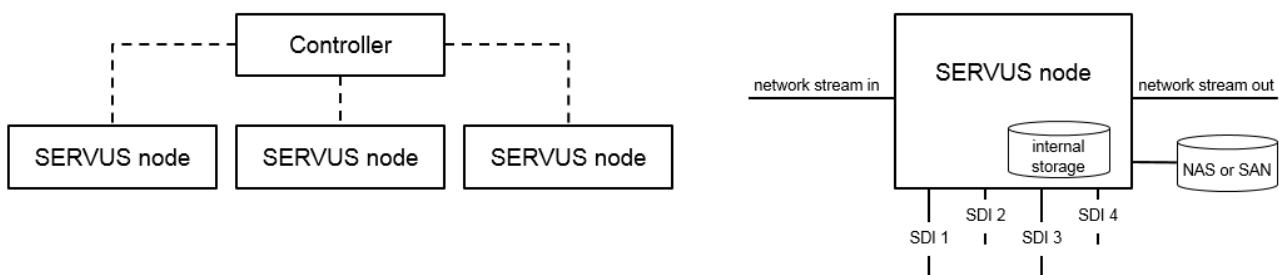 Controller
SERVUS node
SERVUS node
SERVUS node
SERVUS node
network stream in
network stream out
internal
storage
NAS or SAN
SDI 2
SDI 4
SDI 1
SDI 3